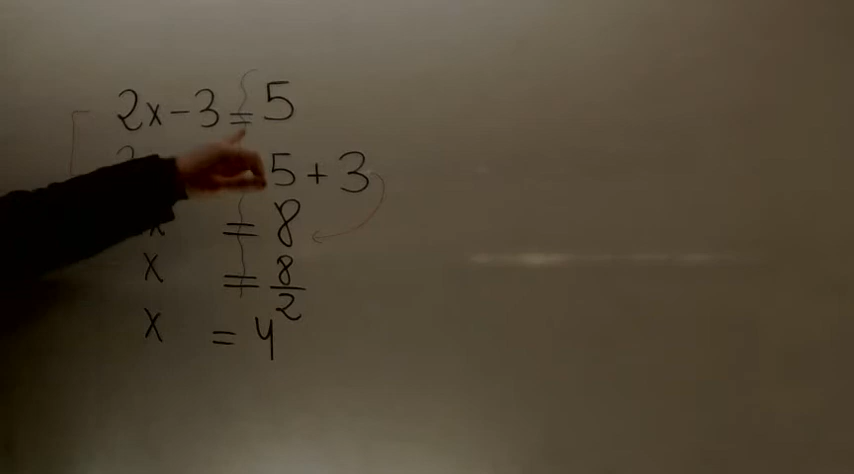 2x - 3 = 5
5 + 3
x = 8
x = 8/2
x = 4